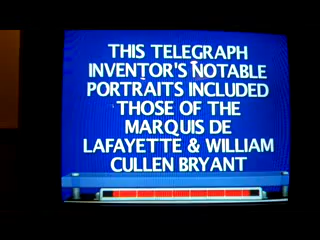 THIS TELEGRAPH
INVENTOR'S NOTABLE
PORTRAITS INCLUDED
THOSE OF THE
MARQUIS DE
LAFAYETTE & WILLIAM
CULLEN BRYANT